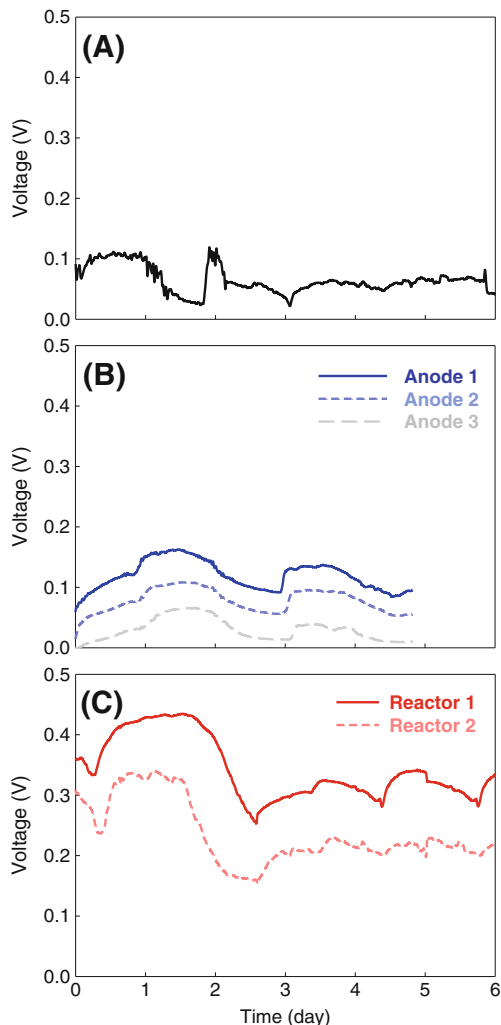 0.5
(A)
0.4
0.3
Voltage (V)
0.2
0.1
0.0
0.5
(B)
Anode 1
Anode 2
0.4
Anode 3
0.3
Voltage (V)
0.2
0.1
0.0
0.5
(C)
Reactor 1
Reactor 2
0.4
0.3
Voltage (V)
0.2
0.1
0.0
0 1 2 3 4 5 6
Time (day)